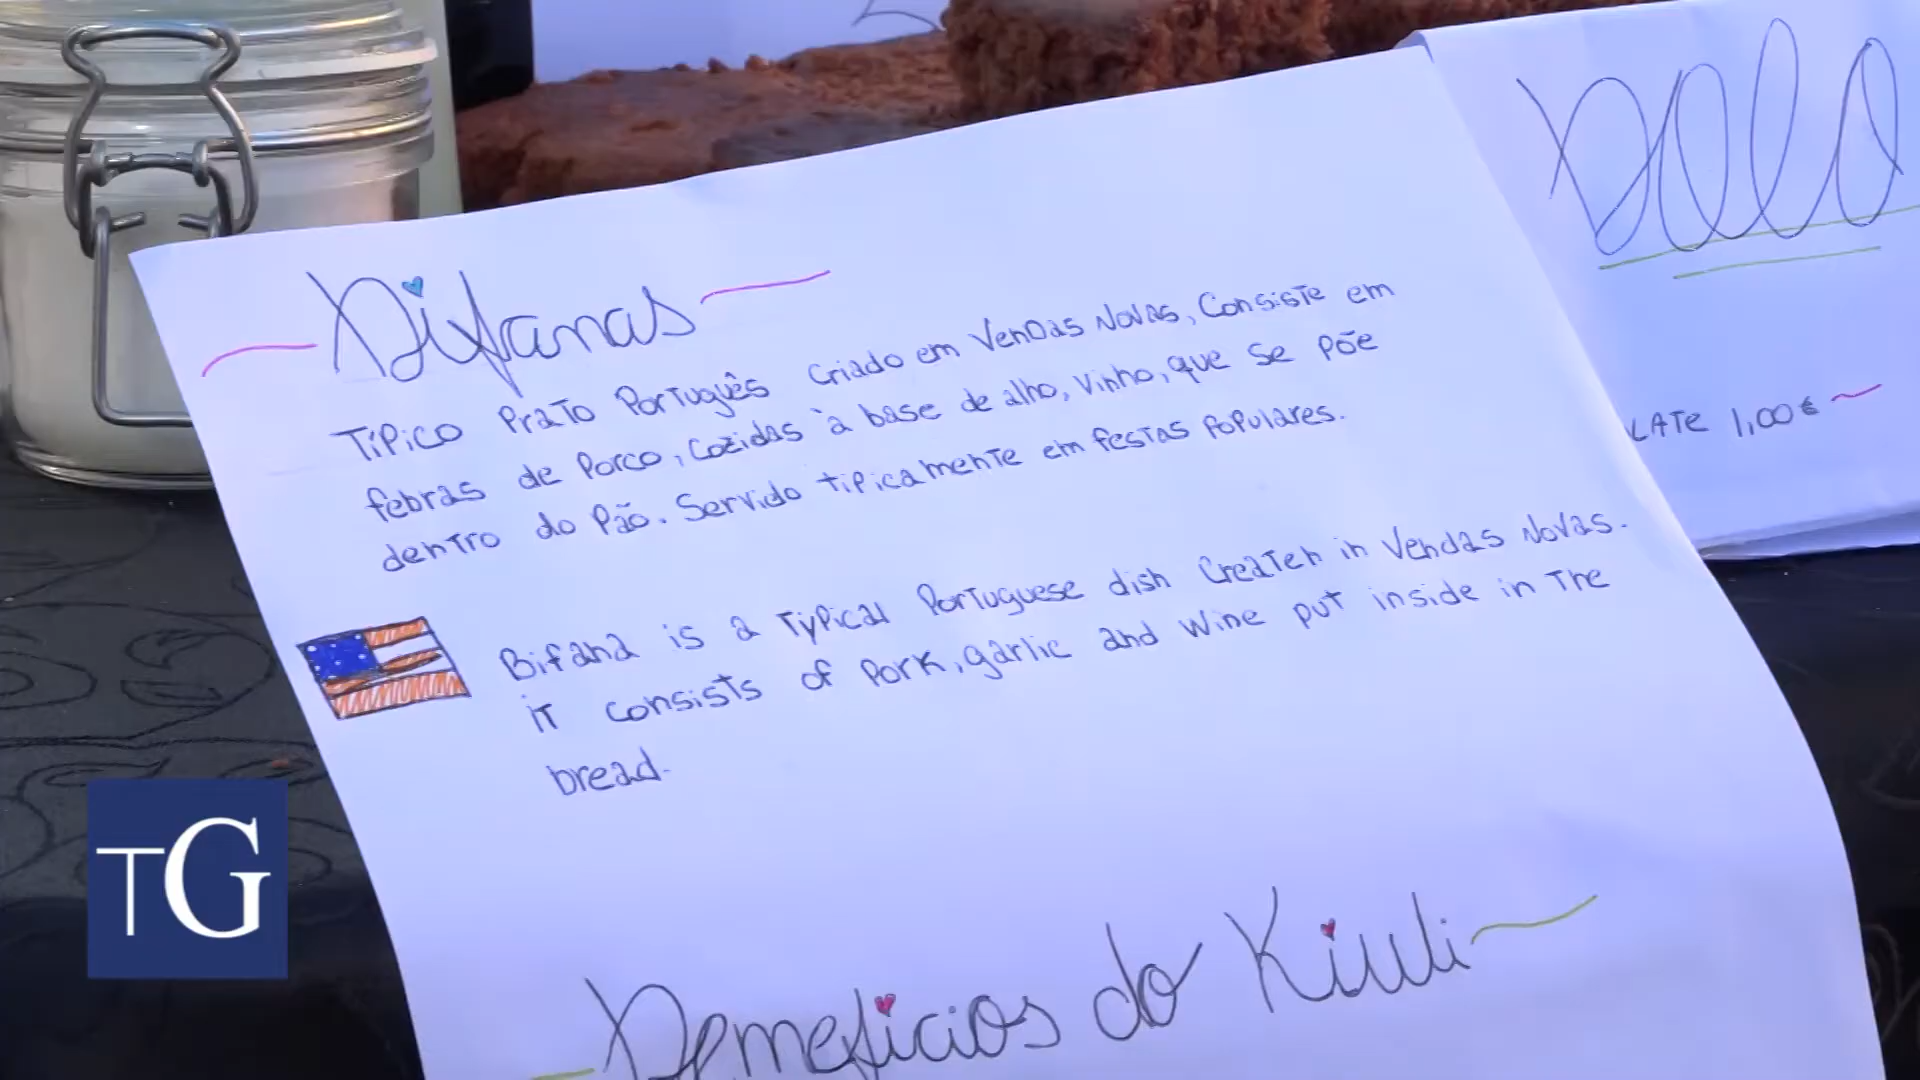 Bifanas
Típico Prato Português criado em Vendas Novas, Consiste em
febras de Porco, cozidas à base de alho, vinho, que se põe
dentro do Pão. Servido tipicamente em festas Populares.
Bifana is a Typical Portuguese dish createh in Vendas Novas.
it consists of Pork, garlic and wine put inside in the
bread.
Beneficios do Kiwi
Bolo
LATE 1,00€
TG